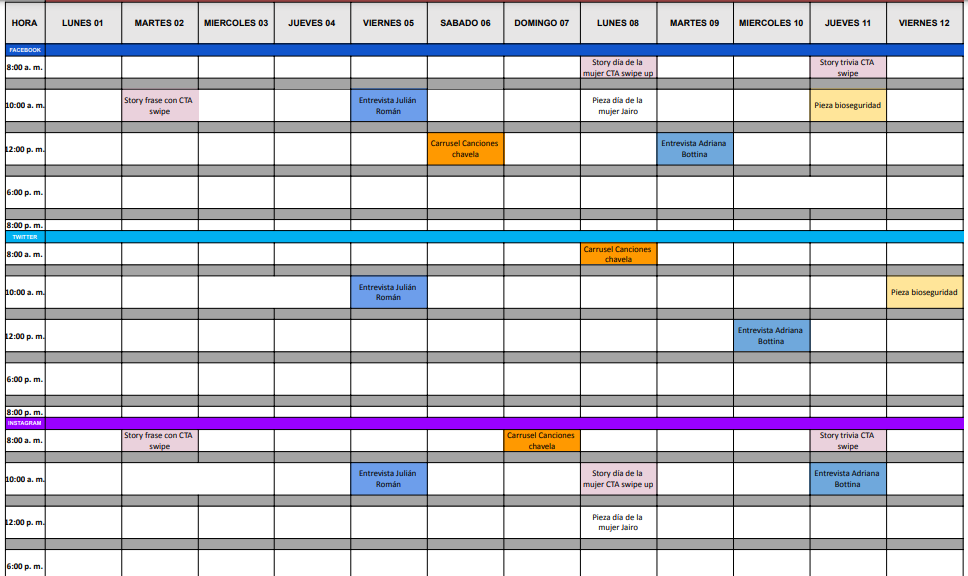 HORA LUNES 01 MARTES 02 MIERCOLES 03 JUEVES 04 VIERNES 05 SABADO 06 DOMINGO 07 LUNES 08 MARTES 09 MIERCOLES 10 JUEVES 11 VIERNES 12
FACEBOOK
8:00 a. m.
Story día de la
mujer CTA swipe up
Story trivia CTA
swipe
10:00 a. m.
Story frase con CTA
swipe
Entrevista Julián
Román
Pieza día de la
mujer Jairo
Pieza bioseguridad
12:00 p. m.
Carrusel Canciones
chavela
Entrevista Adriana
Bottina
6:00 p. m.
8:00 p. m.
TWITTER
8:00 a. m.
Carrusel Canciones
chavela
10:00 a. m.
Entrevista Julián
Román
Pieza bioseguridad
12:00 p. m.
Entrevista Adriana
Bottina
6:00 p. m.
8:00 p. m.
INSTAGRAM
8:00 a. m.
Story frase con CTA
swipe
Carrusel Canciones
chavela
Story trivia CTA
swipe
10:00 a. m.
Entrevista Julián
Román
Story día de la
mujer CTA swipe up
Entrevista Adriana
Bottina
12:00 p. m.
Pieza día de la
mujer Jairo
6:00 p. m.